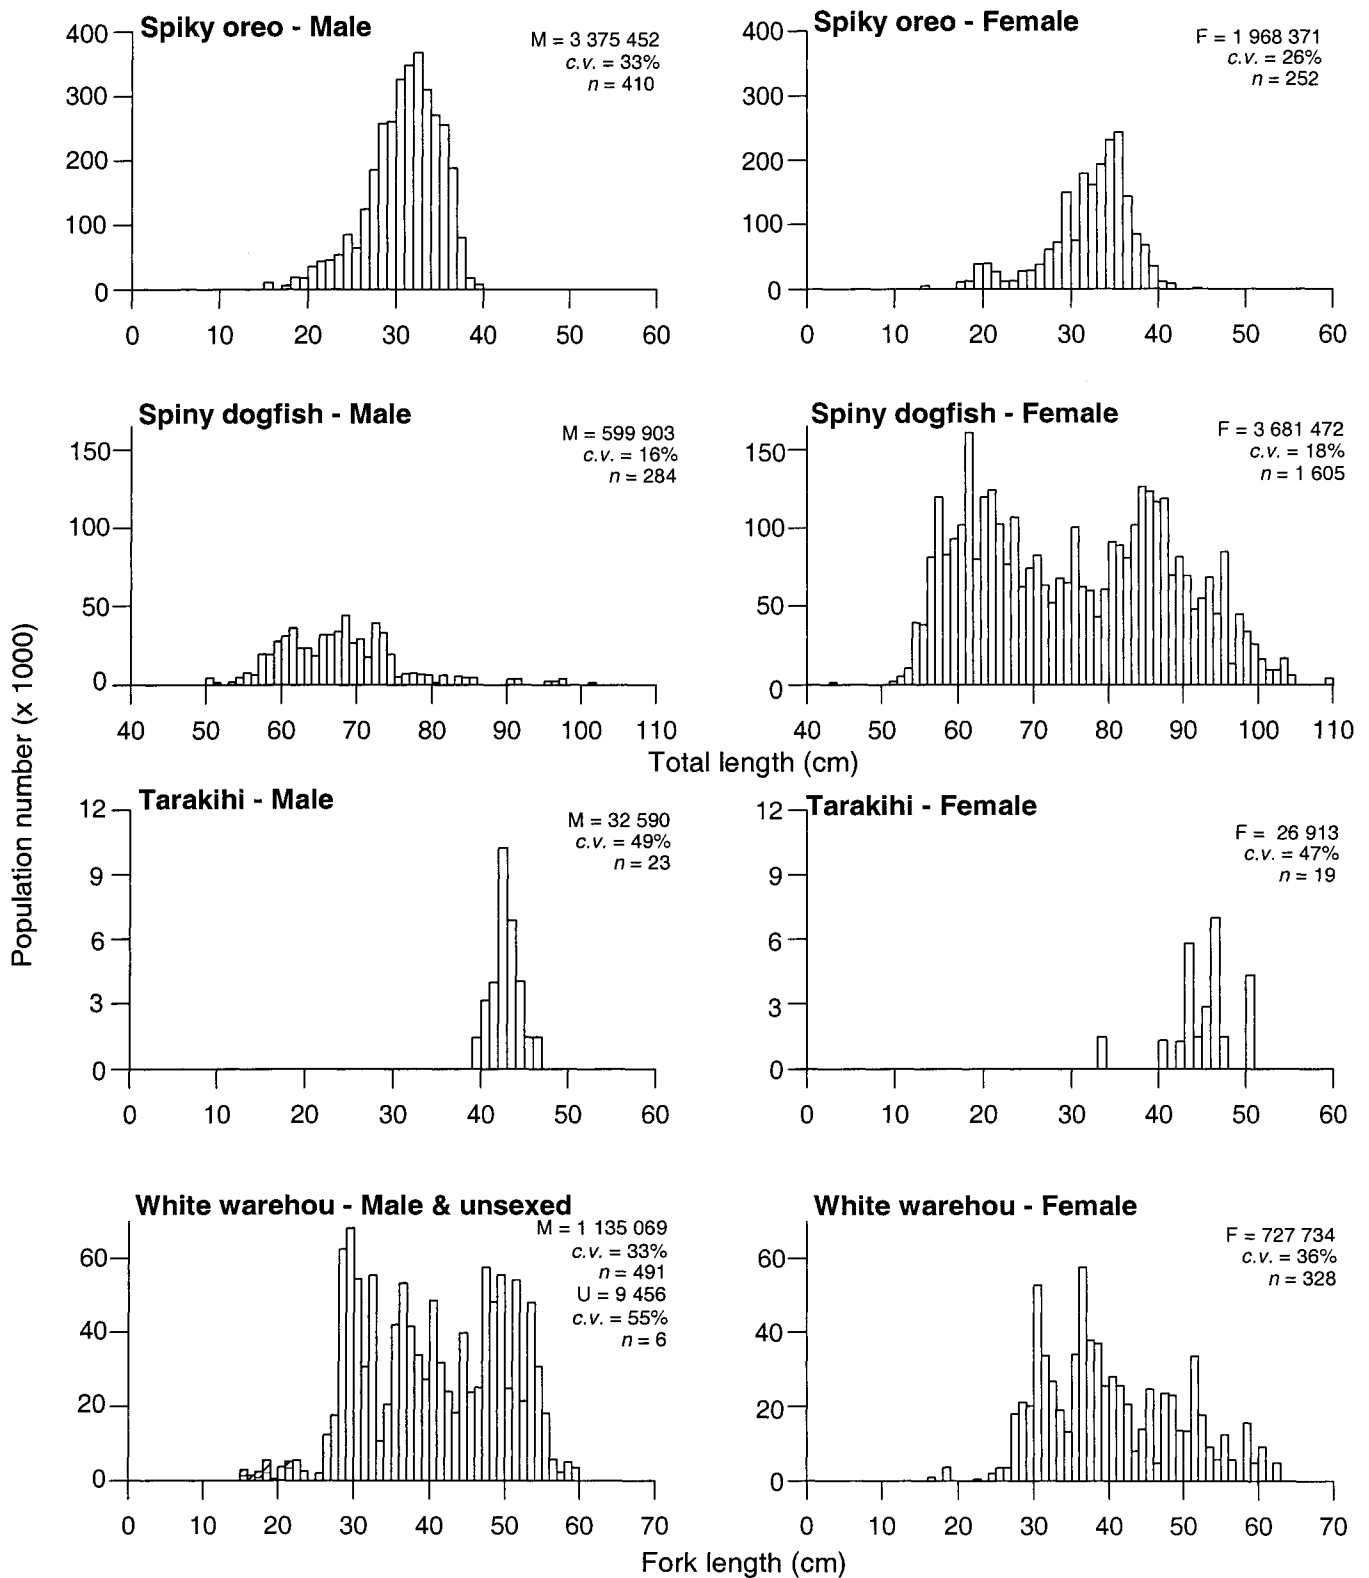 Spiky oreo - Male
M = 3 375 452
c.v. = 33%
n = 410
400
300
200
100
0
0 10 20 30 40 50 60
Spiky oreo - Female
F = 1 968 371
c.v. = 26%
n = 252
400
300
200
100
0
0 10 20 30 40 50 60
Spiny dogfish - Male
M = 599 903
c.v. = 16%
n = 284
150
100
50
0
40 50 60 70 80 90 100 110
Spiny dogfish - Female
F = 3 681 472
c.v. = 18%
n = 1 605
150
100
50
0
40 50 60 70 80 90 100 110
Total length (cm)
Population number (x 1000)
Tarakihi - Male
M = 32 590
c.v. = 49%
n = 23
12
9
6
3
0
0 10 20 30 40 50 60
Tarakihi - Female
F = 26 913
c.v. = 47%
n = 19
12
9
6
3
0
0 10 20 30 40 50 60
White warehou - Male & unsexed
M = 1 135 069
c.v. = 33%
n = 491
U = 9 456
c.v. = 55%
n = 6
60
40
20
0
0 10 20 30 40 50 60 70
White warehou - Female
F = 727 734
c.v. = 36%
n = 328
60
40
20
0
0 10 20 30 40 50 60 70
Fork length (cm)